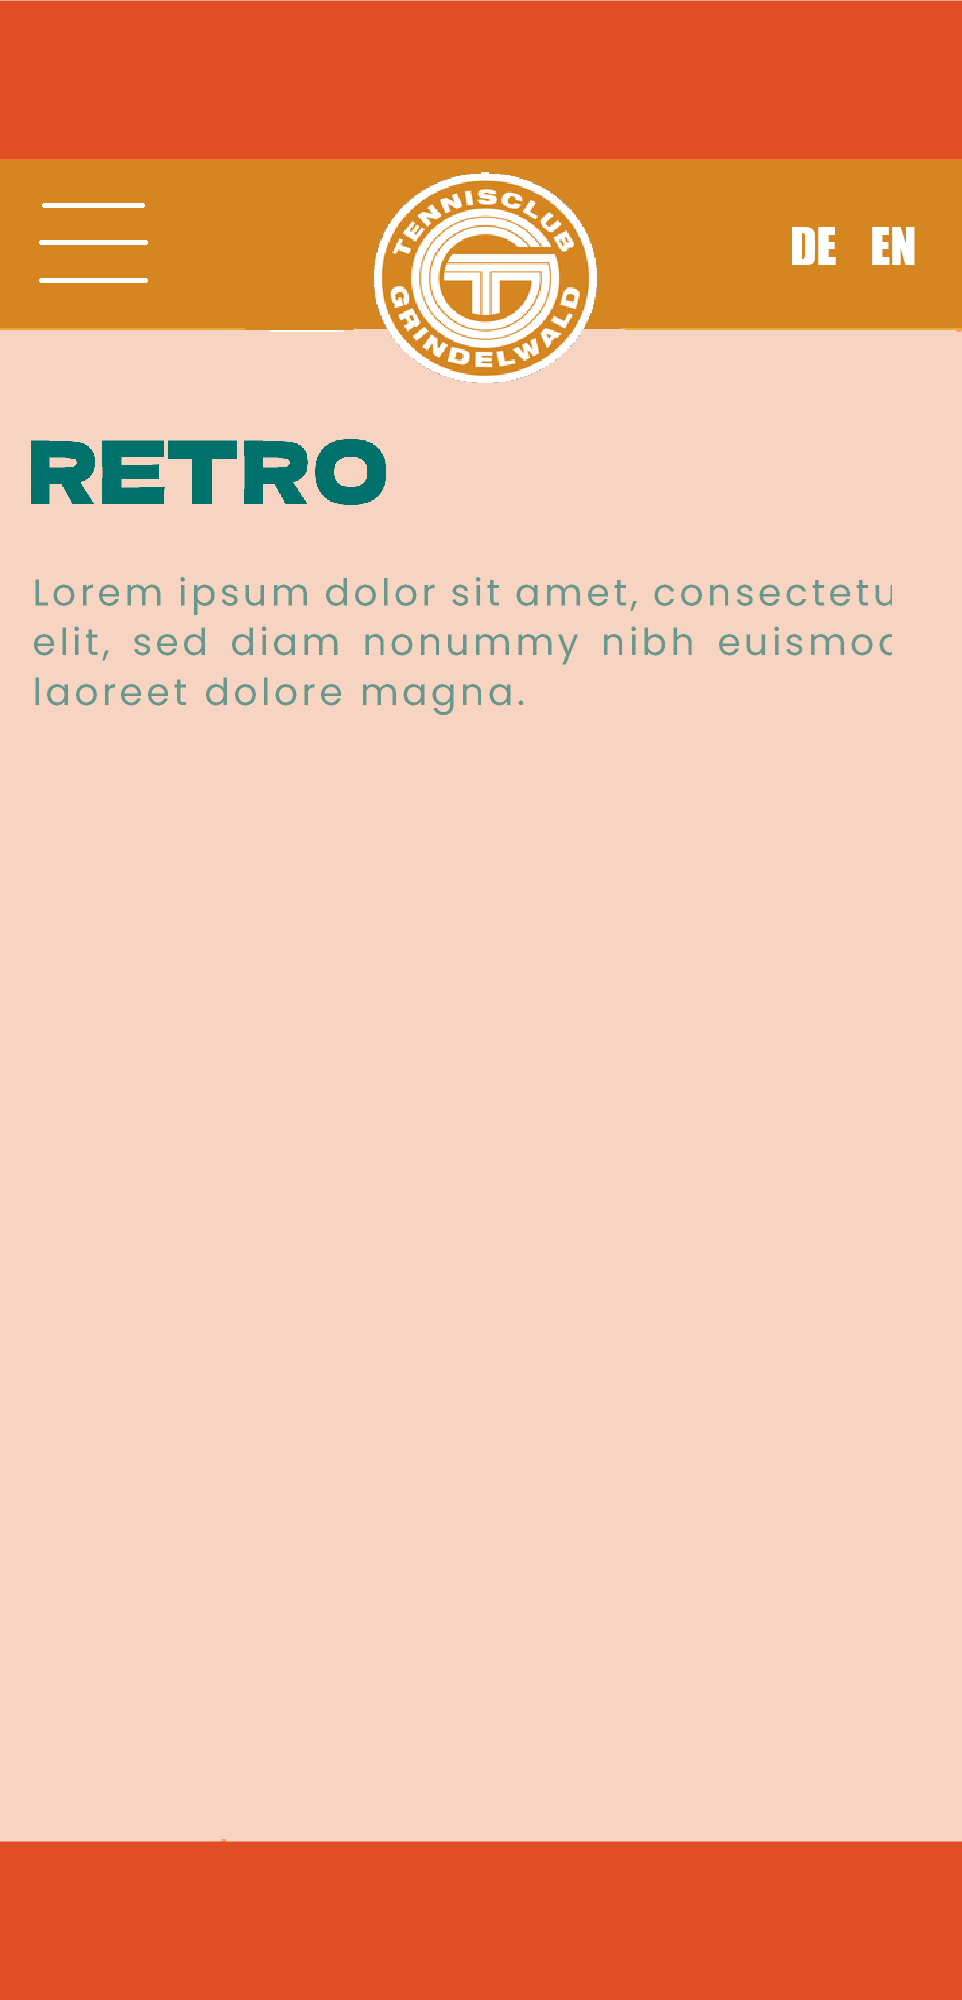 TENNISCLUB
GRINDELWALD
DE EN
RETRO
Lorem ipsum dolor sit amet, consectetu
elit, sed diam nonummy nibh euismo
laoreet dolore magna.